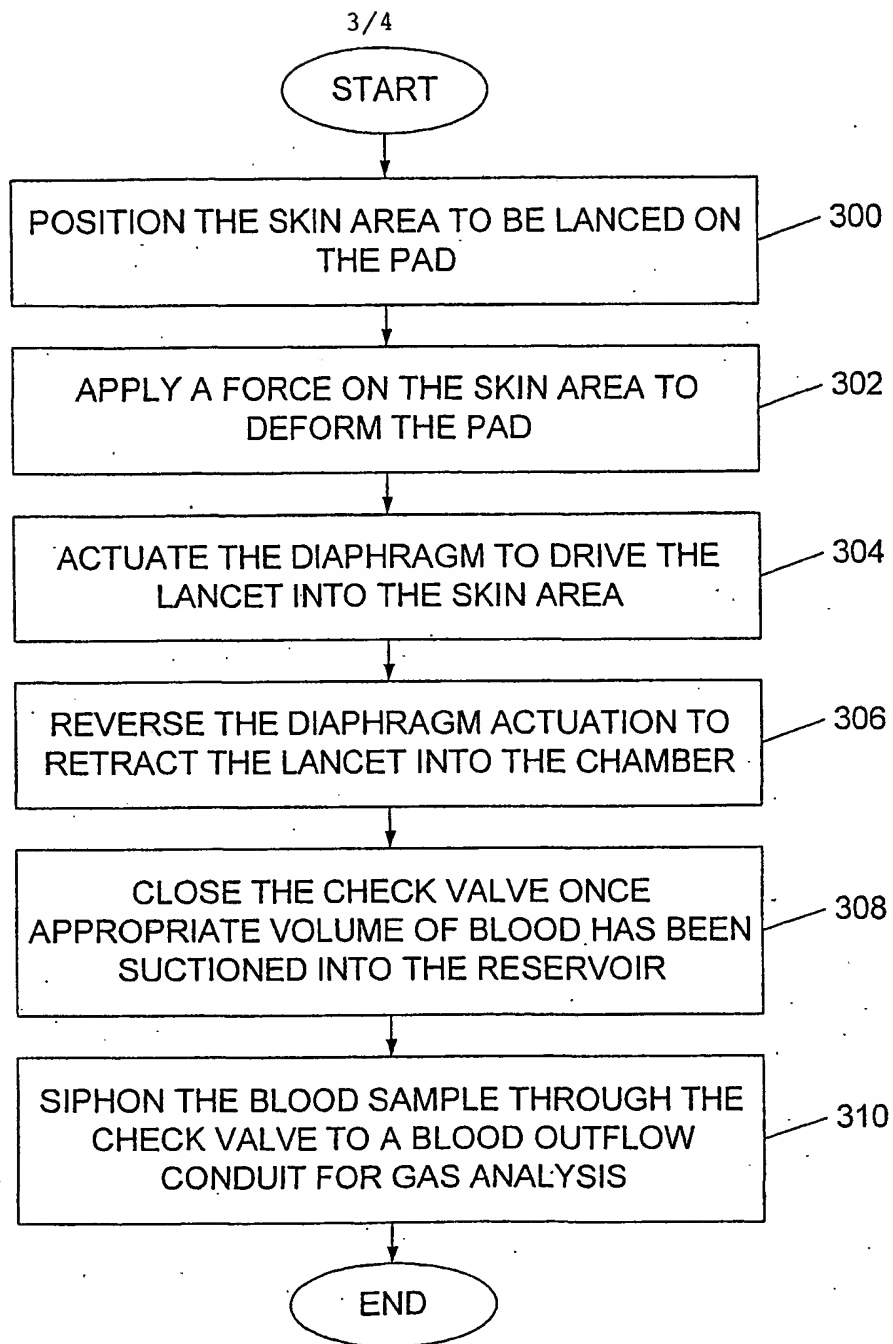 3/4
START
POSITION THE SKIN AREA TO BE LANCED ON
THE PAD
300
APPLY A FORCE ON THE SKIN AREA TO
DEFORM THE PAD
302
ACTUATE THE DIAPHRAGM TO DRIVE THE
LANCET INTO THE SKIN AREA
304
REVERSE THE DIAPHRAGM ACTUATION TO
RETRACT THE LANCET INTO THE CHAMBER
306
CLOSE THE CHECK VALVE ONCE
APPROPRIATE VOLUME OF BLOOD HAS BEEN
SUCTIONED INTO THE RESERVOIR
308
SIPHON THE BLOOD SAMPLE THROUGH THE
CHECK VALVE TO A BLOOD OUTFLOW
CONDUIT FOR GAS ANALYSIS
310
END